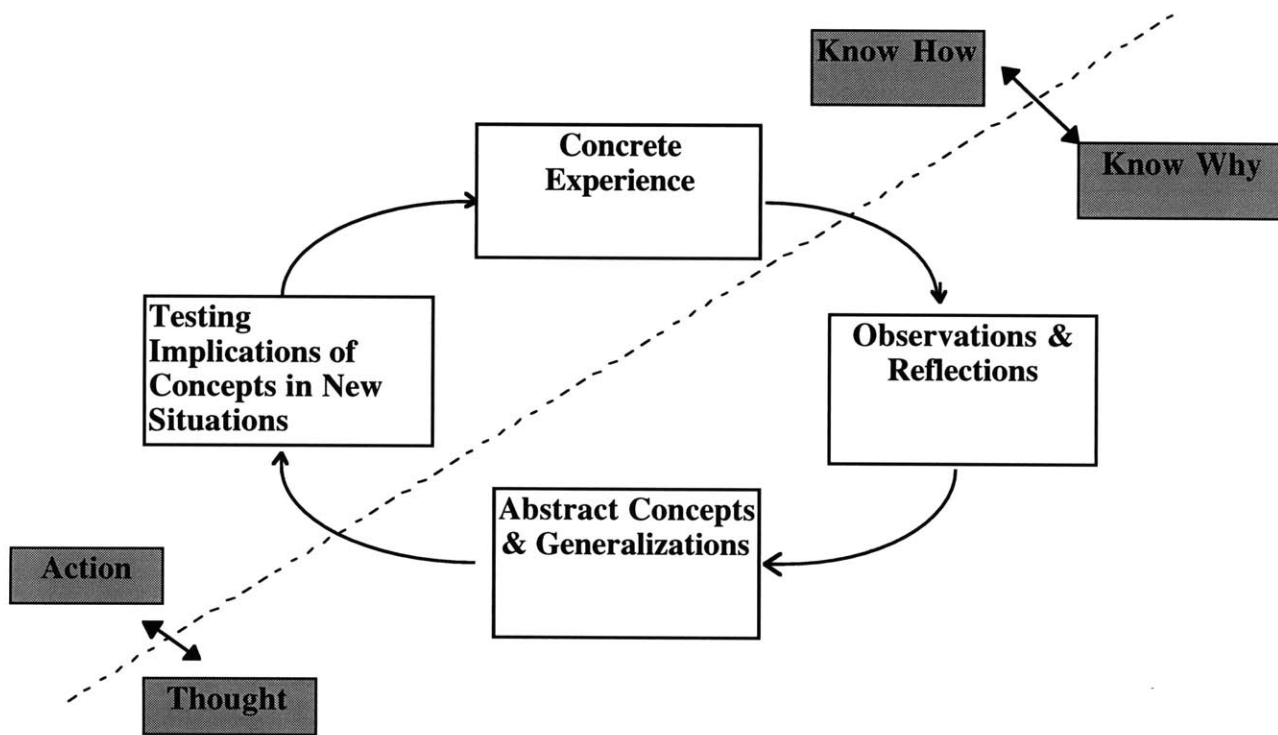 Know How
Know Why
Concrete
Experience
Testing
Implications of
Concepts in New
Situations
Observations &
Reflections
Abstract Concepts
& Generalizations
Action
Thought